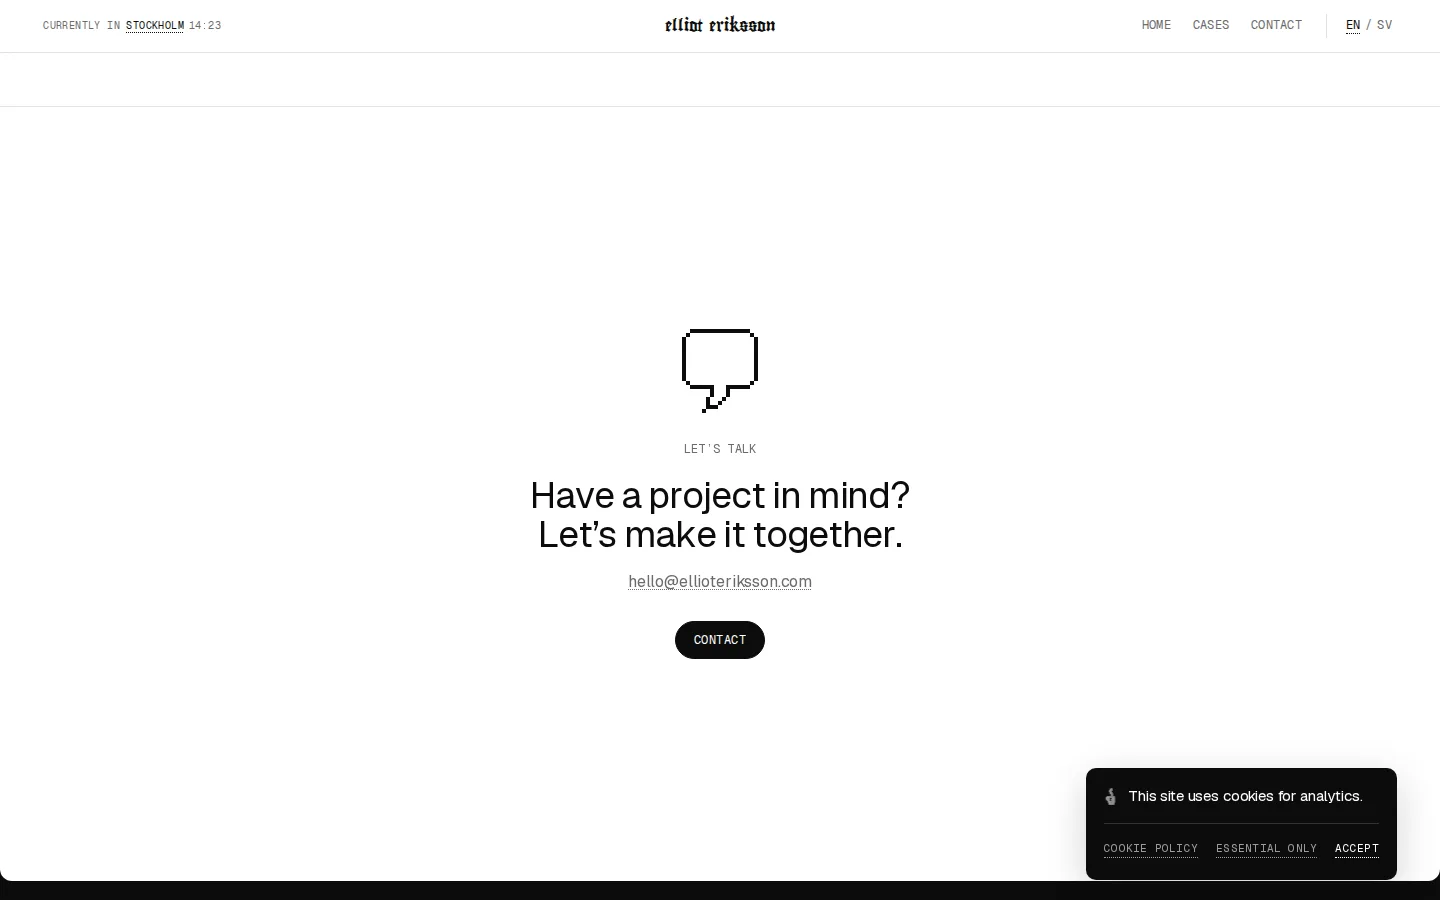 CURRENTLY IN STOCKHOLM 14:23
elliot eriksson
HOME CASES CONTACT EN / SV
LET'S TALK
Have a project in mind?
Let’s make it together.
hello@ellioteriksson.com
CONTACT
This site uses cookies for analytics.
COOKIE POLICY ESSENTIAL ONLY ACCEPT